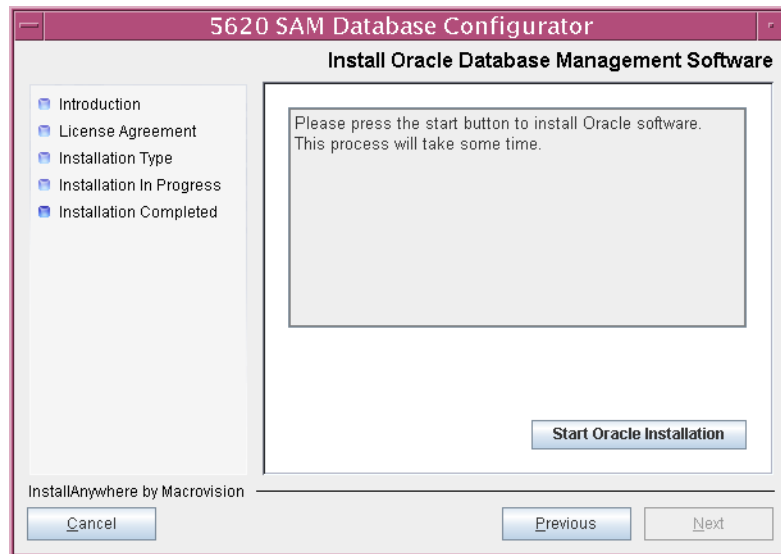 5620 SAM Database Configurator
Install Oracle Database Management Software
Introduction
License Agreement
Installation Type
Installation In Progress
Installation Completed
Please press the start button to install Oracle software.
This process will take some time.
Start Oracle Installation
InstallAnywhere by Macrovision
Cancel
Previous
Next